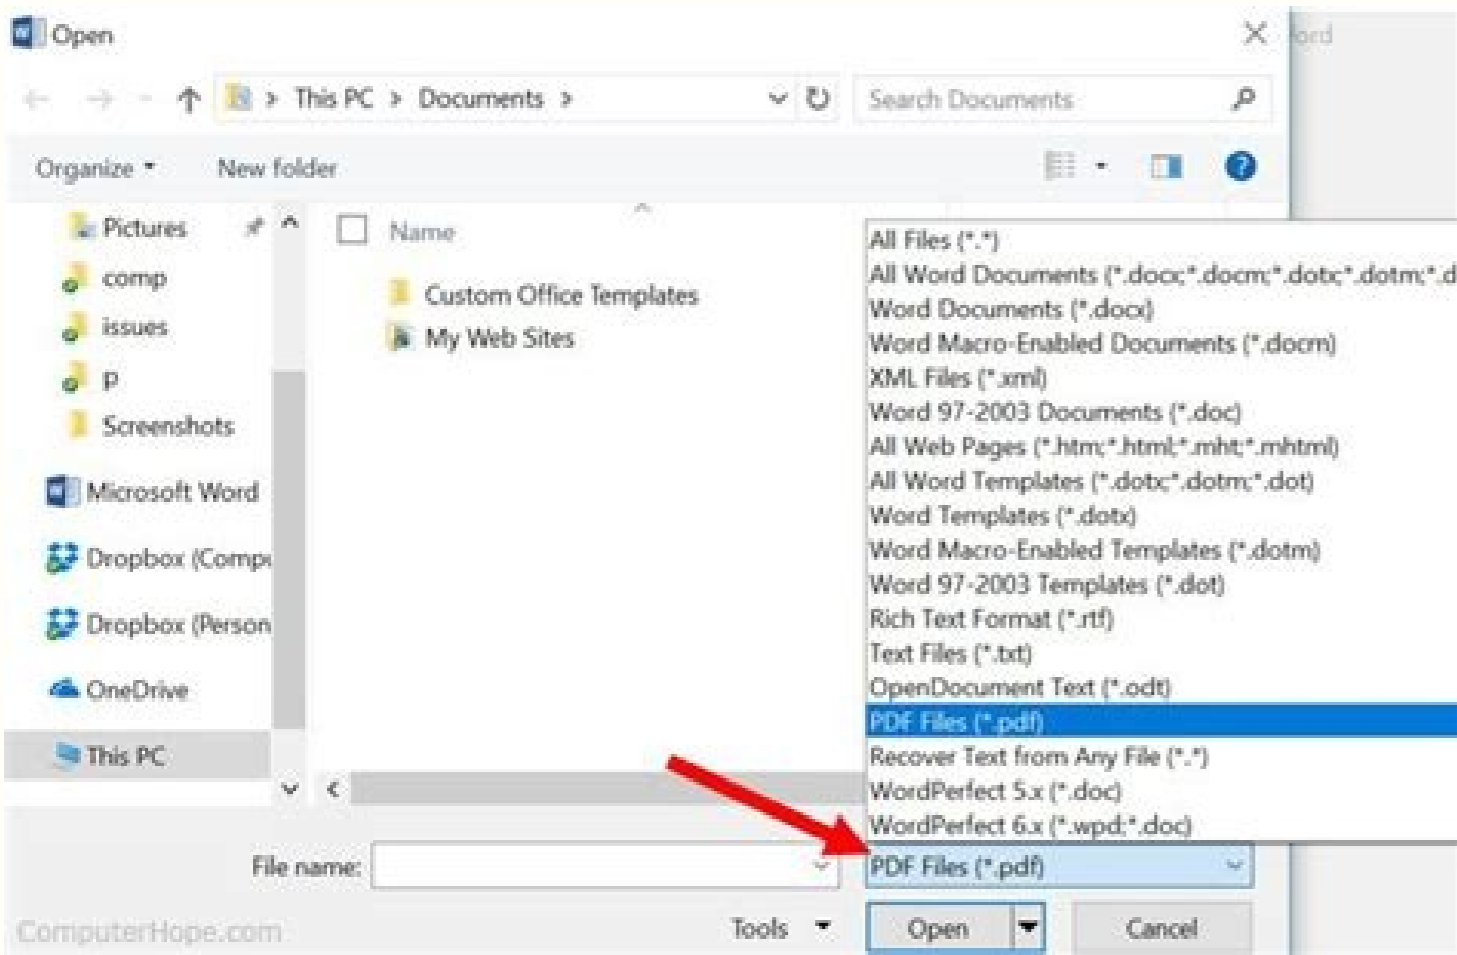 Open
ord
This PC > Documents >
Search Documents
Organize
New folder
Pictures
comp
issues
p
Screenshots
Microsoft Word
Dropbox (Compu
Dropbox (Person
OneDrive
This PC
Name
Custom Office Templates
My Web Sites
All Files (*.*)
All Word Documents (*.docx;*.docm;*.dotx;*.dotm;*.d
Word Documents (*.docx)
Word Macro-Enabled Documents (*.docm)
XML Files (*.xml)
Word 97-2003 Documents (*.doc)
All Web Pages (*.htm;*.html;*.mht;*.mhtml)
All Word Templates (*.dotx;*.dotm;*.dot)
Word Templates (*.dotx)
Word Macro-Enabled Templates (*.dotm)
Word 97-2003 Templates (*.dot)
Rich Text Format (*.rtf)
Text Files (*.txt)
OpenDocument Text (*.odt)
PDF Files (*.pdf)
Recover Text from Any File (*.*)
WordPerfect 5.x (*.doc)
WordPerfect 6.x (*.wpd;*.doc)
File name:
PDF Files (*.pdf)
ComputerHope.com
Tools
Open
Cancel